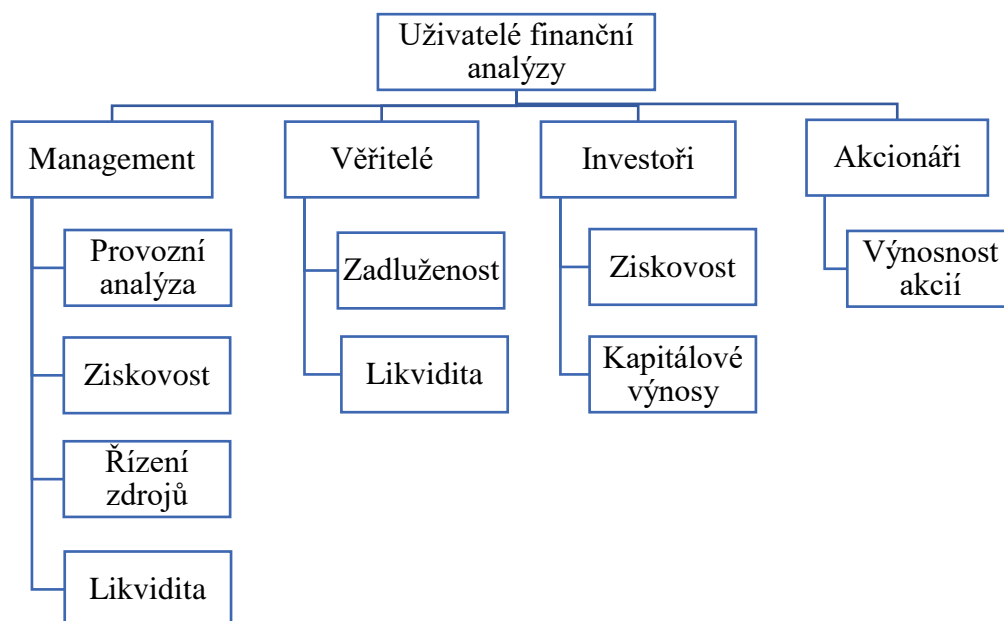 Uživatelé finanční
analýzy
Management
Věřitelé
Investoři
Akcionáři
Provozní
analýza
Zadluženost
Ziskovost
Výnosnost
akcií
Ziskovost
Likvidita
Kapitálové
výnosy
Řízení
zdrojů
Likvidita